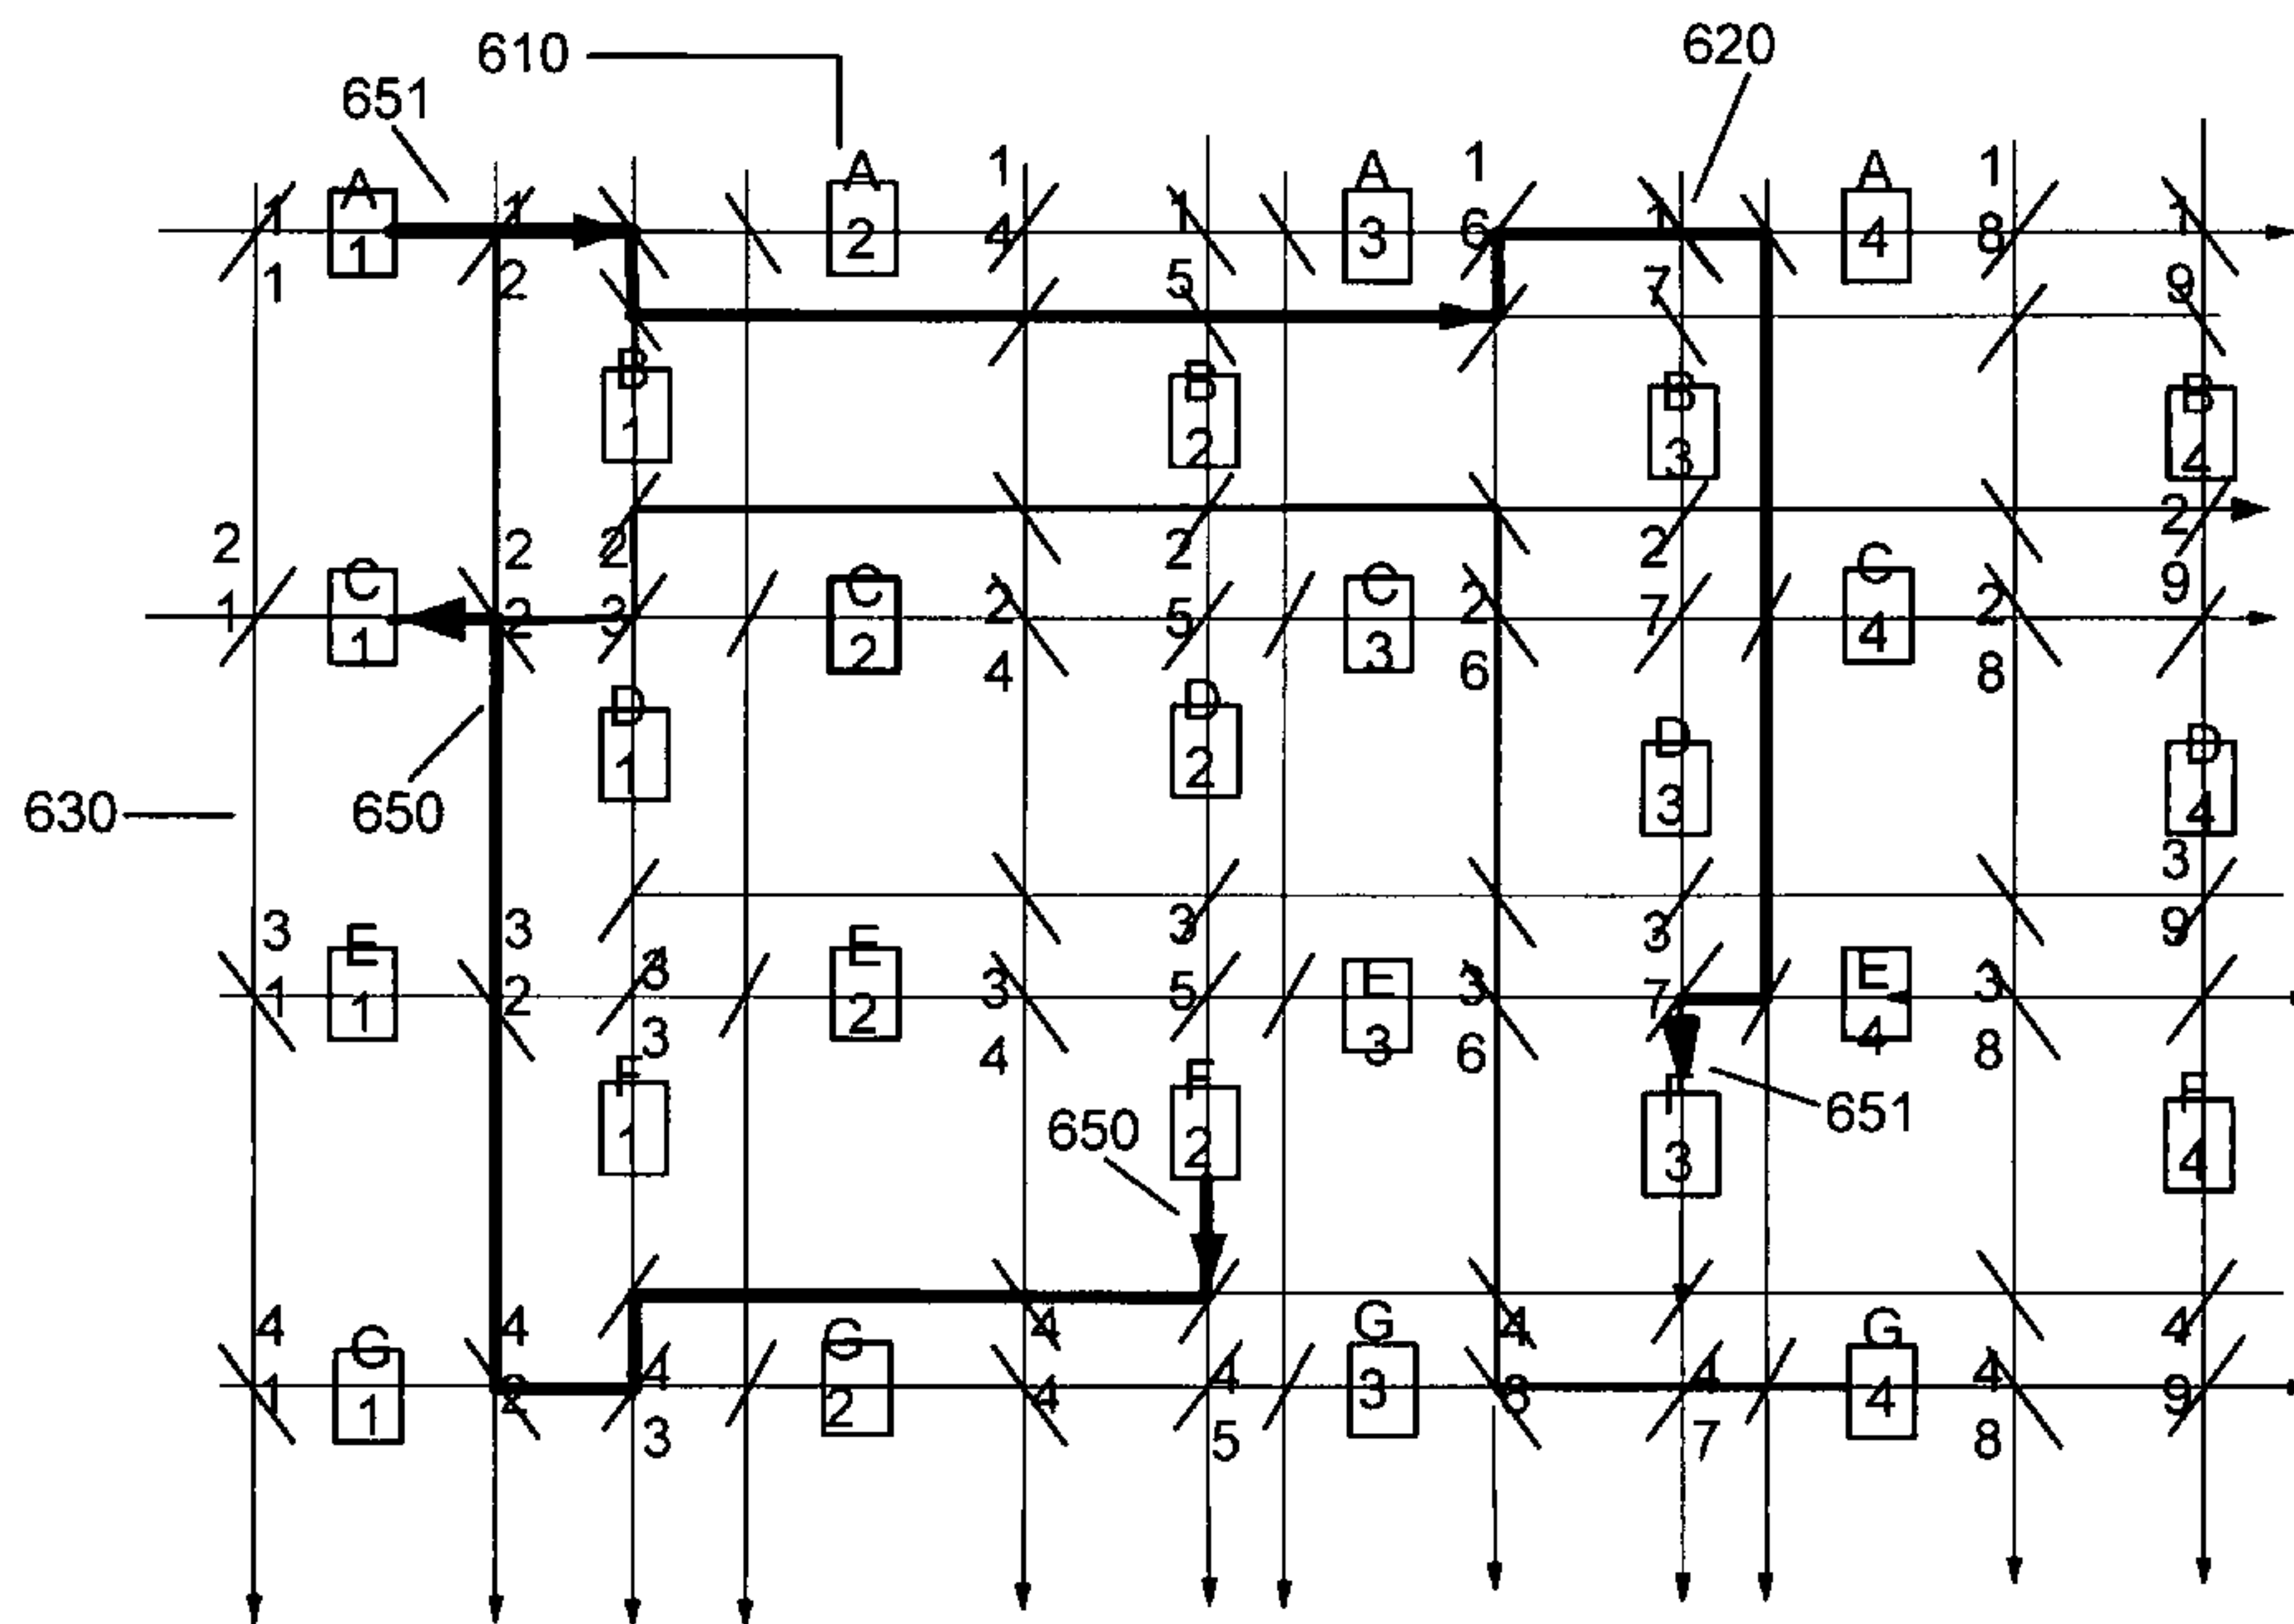 610
620
651
A A A A
1 1 1 1 1 1
1 2 3 4
1 2 4 5 6 7 8 9
B B B B
1 2 3 4
2 2 2 2 2 2
C C C C
1 2 3 5 2 7 2 9
1 2 3 4
4 6 8
D D D D
1 2 3 4
630
650
3 3 3 3 3
E E E E
1 2 3 5 3 7 3 9
1 2 3 4
3 4 6 8
F F F F
1 2 3 4
650
651
4 4 4 4 4
G G G G
1 2 4 4 4 4 4 9
1 2 3 4
3 5 7 8